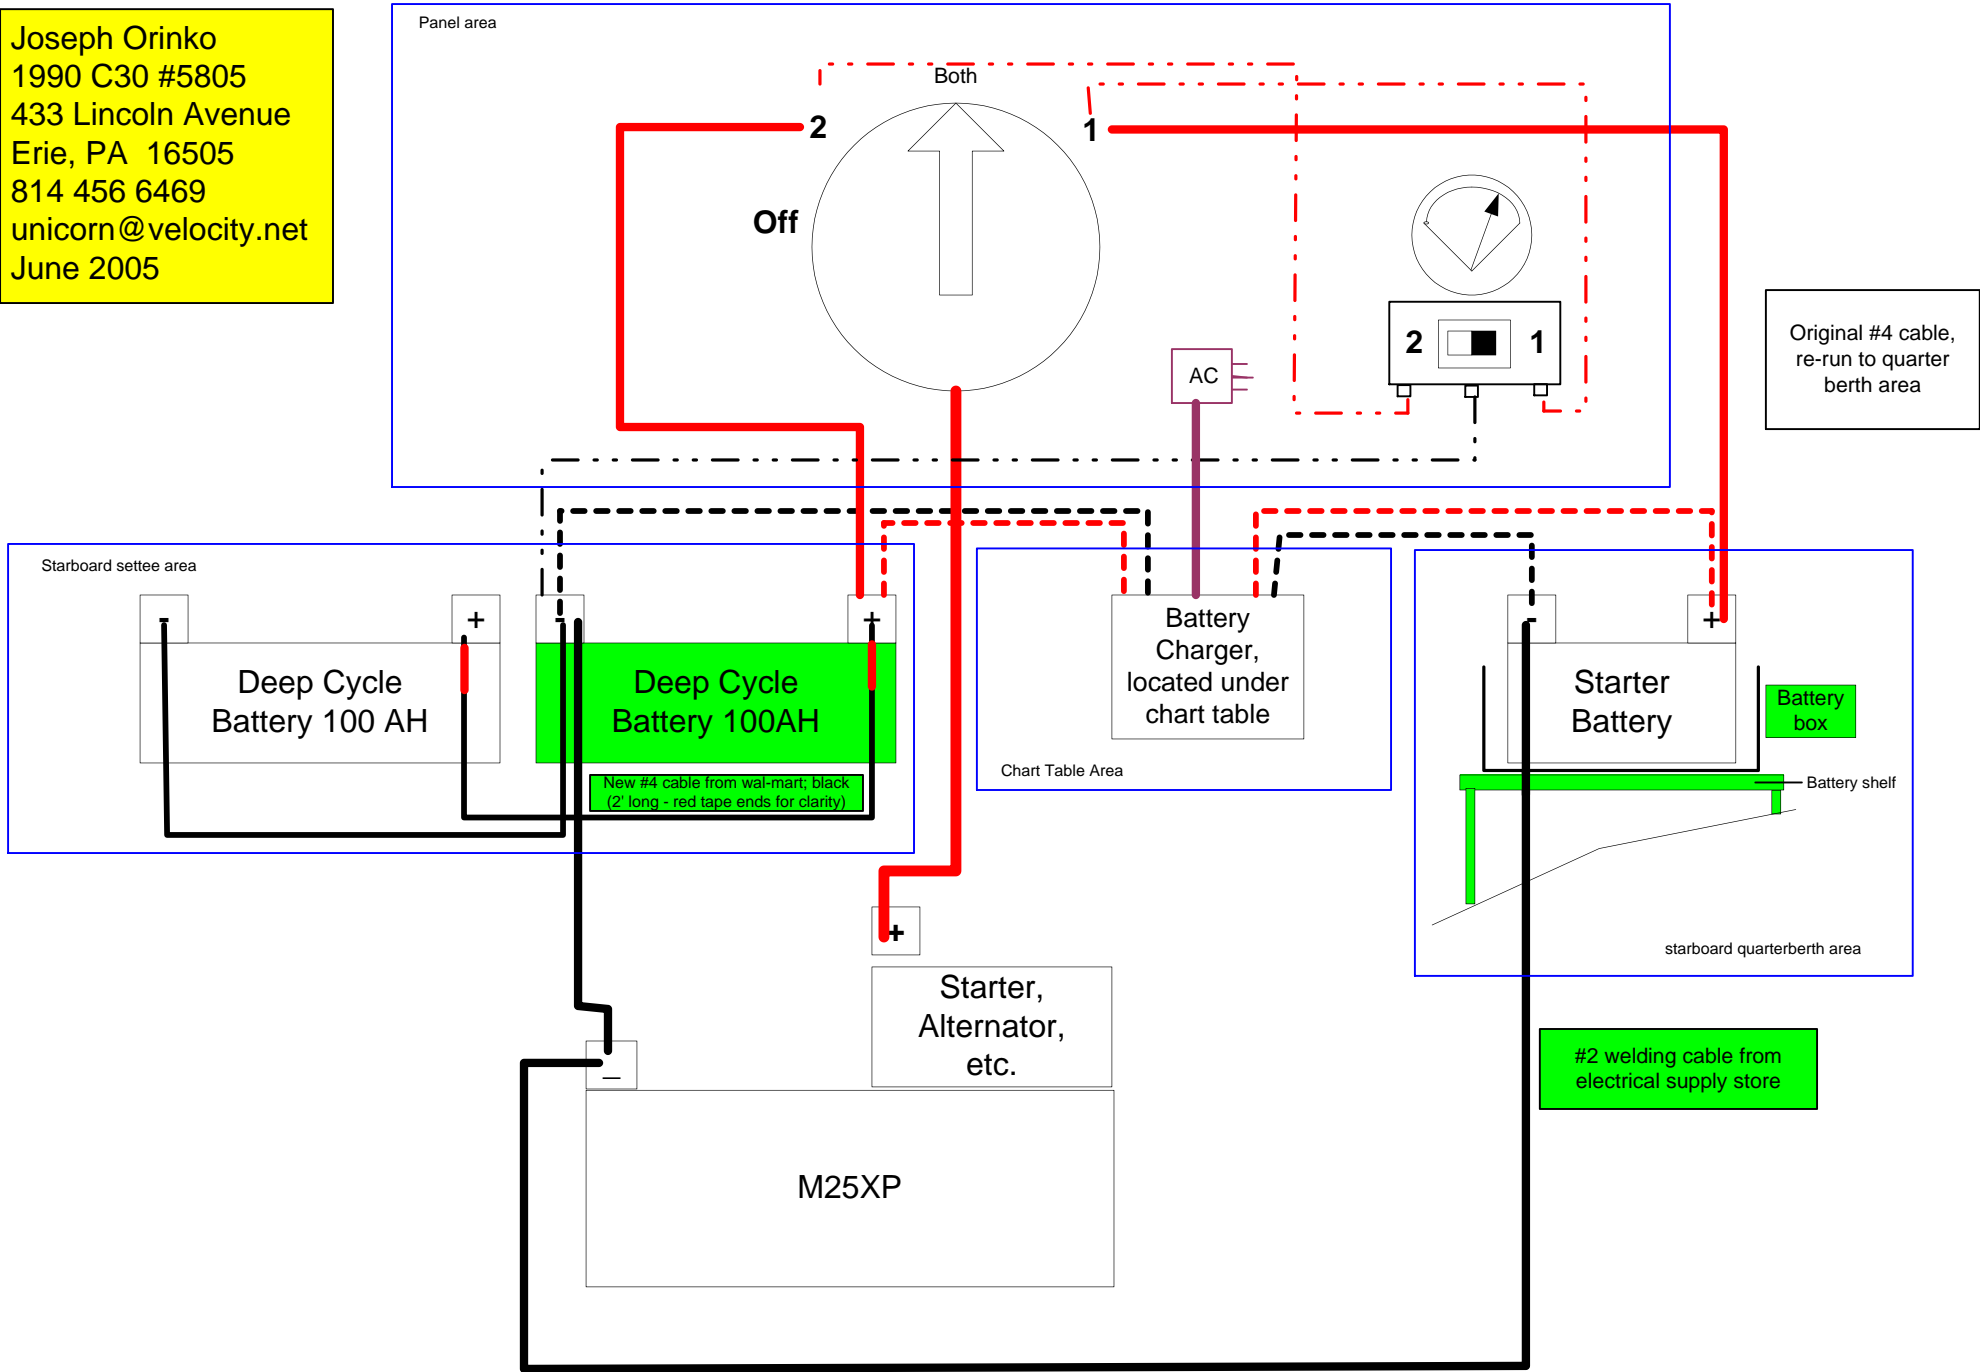 Joseph Orinko
1990 C30 #5805
433 Lincoln Avenue
Erie, PA  16505
814 456 6469
unicorn@velocity.net
June 2005
Panel area
Both
2
1
Off
2
1
AC
Original #4 cable,
re-run to quarter
berth area
Starboard settee area
-
+
-
+
Deep Cycle
Battery 100 AH
Deep Cycle
Battery 100AH
New #4 cable from wal-mart; black
(2' long - red tape ends for clarity)
Battery
Charger,
located under
chart table
Chart Table Area
-
+
Starter
Battery
Battery
box
Battery shelf
starboard quarterberth area
+
Starter,
Alternator,
etc.
_
M25XP
#2 welding cable from
electrical supply store